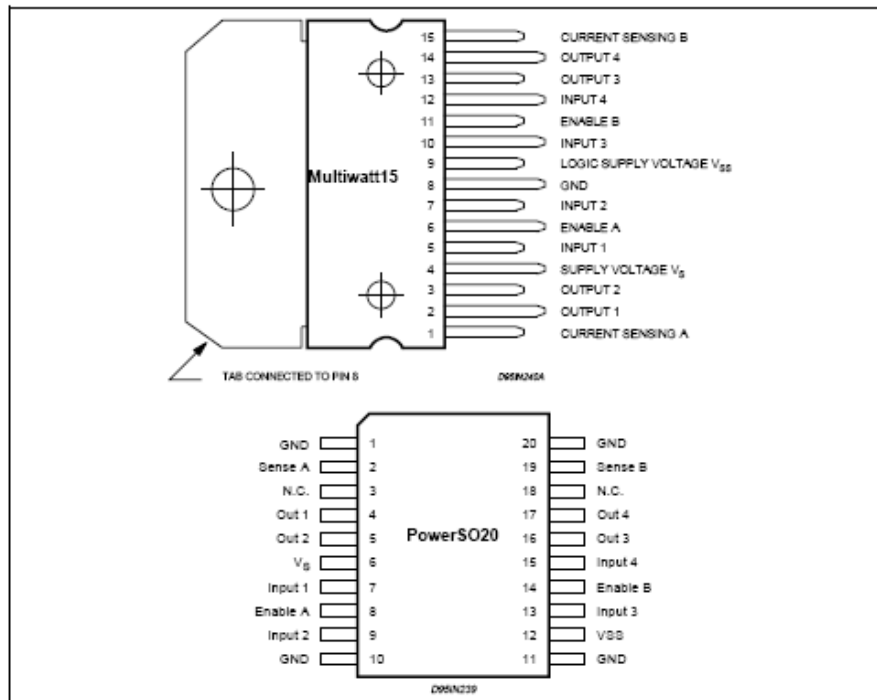 15 CURRENT SENSING B
14 OUTPUT 4
13 OUTPUT 3
12 INPUT 4
11 ENABLE B
10 INPUT 3
9 LOGIC SUPPLY VOLTAGE VSS
Multiwatt15
8 GND
7 INPUT 2
6 ENABLE A
5 INPUT 1
4 SUPPLY VOLTAGE VS
3 OUTPUT 2
2 OUTPUT 1
1 CURRENT SENSING A
TAB CONNECTED TO PIN 8
D95IN240A
GND 1 20 GND
Sense A 2 19 Sense B
N.C. 3 18 N.C.
Out 1 4 17 Out 4
Out 2 5 16 Out 3
PowerSO20
VS 6 15 Input 4
Input 1 7 14 Enable B
Enable A 8 13 Input 3
Input 2 9 12 VSS
GND 10 11 GND
D95IN239